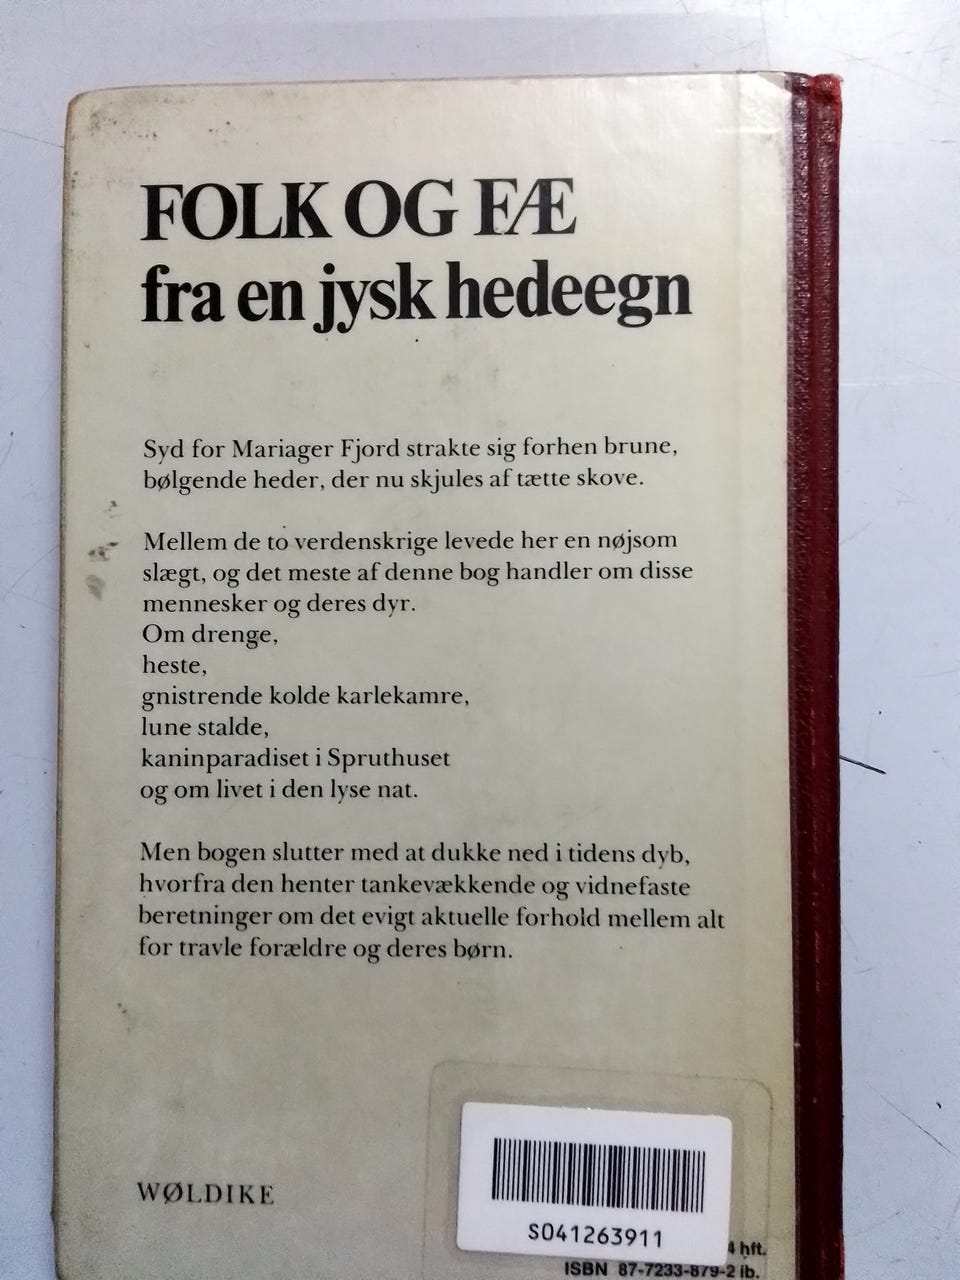 FOLK OG FÆ
fra en jysk hedeegn
Syd for Mariager Fjord strakte sig forhen brune,
bølgende heder, der nu skjules af tætte skove.
Mellem de to verdenskrige levede her en nøjsom
slægt, og det meste af denne bog handler om disse
mennesker og deres dyr.
Om drenge,
heste,
gnistrende kolde karlekamre,
lune stalde,
kaninparadiset i Spruthuset
og om livet i den lyse nat.
Men bogen slutter med at dukke ned i tidens dyb,
hvorfra den henter tankevækkende og vidnefaste
beretninger om det evigt aktuelle forhold mellem alt
for travle forældre og deres børn.
WØLDIKE
S041263911
4 hft.
ISBN 87-7233-879-2 ib.